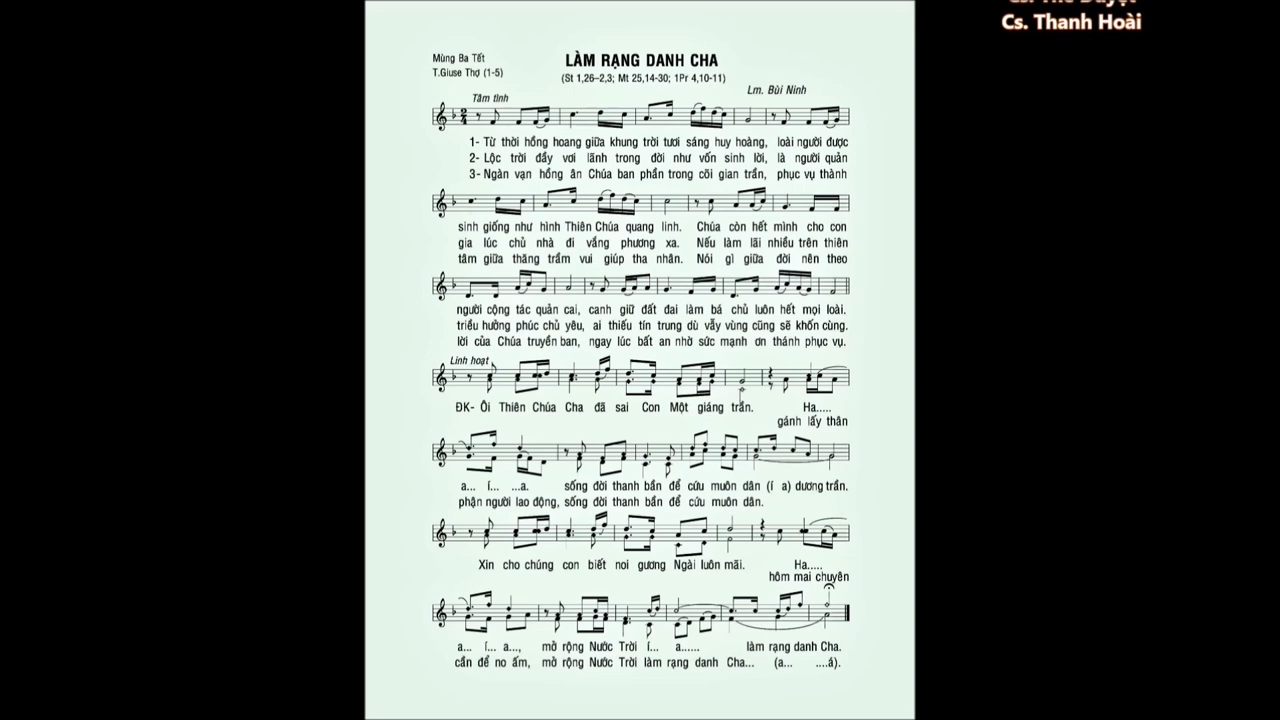 Cs. Thế Duyệt
Cs. Thanh Hoài
Mùng Ba Tết
T.Giuse Thợ (1-5)
LÀM RẠNG DANH CHA
(St 1,26–2,3; Mt 25,14-30; 1Pr 4,10-11)
Lm. Bùi Ninh
Tâm tình
1- Từ thời hồng hoang giữa khung trời tươi sáng huy hoàng, loài người được
2- Lộc trời đầy vơi lãnh trong đời như vốn sinh lời, là người quản
3- Ngàn vạn hồng ân Chúa ban phần trong cõi gian trần, phục vụ thành
sinh giống như hình Thiên Chúa quang linh. Chúa còn hết mình cho con
gia lúc chủ nhà đi vắng phương xa. Nếu làm lãi nhiều trên thiên
tâm giữa thăng trầm vui giúp tha nhân. Nói gì giữa đời nên theo
người cộng tác quản cai, canh giữ đất đai làm bá chủ luôn hết mọi loài.
triều hưởng phúc chủ yêu, ai thiếu tín trung dù vẫy vùng cũng sẽ khốn cùng.
lời của Chúa truyền ban, ngay lúc bất an nhờ sức mạnh ơn thánh phục vụ.
Linh hoạt
ĐK- Ôi Thiên Chúa Cha đã sai Con Một giáng trần. Ha.....
gánh lấy thân
a... í... ...a. sống đời thanh bần để cứu muôn dân (í a) dương trần.
phận người lao động, sống đời thanh bần để cứu muôn dân.
Xin cho chúng con biết noi gương Ngài luôn mãi. Ha.....
hôm mai chuyên
a... í... a..., mở rộng Nước Trời í... a...... làm rạng danh Cha.
cần để no ấm, mở rộng Nước Trời làm rạng danh Cha... (a... ....á).